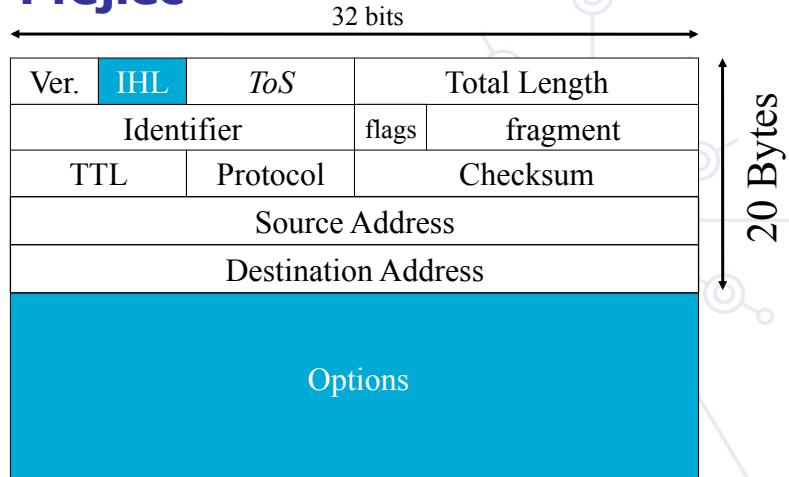 32 bits
Ver. IHL ToS Total Length
Identifier flags fragment
TTL Protocol Checksum
Source Address
Destination Address
20 Bytes
Options